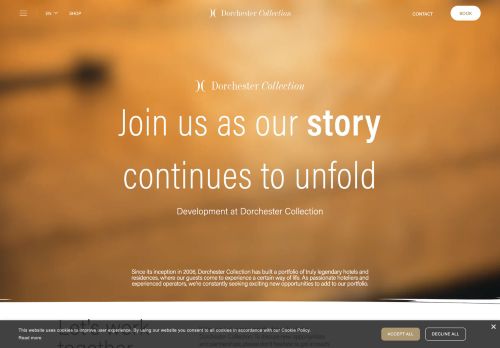 EN SHOP Dorchester Collection CONTACT BOOK
Dorchester Collection
Join us as our story
continues to unfold
Development at Dorchester Collection
Since its inception in 2006, Dorchester Collection has built a portfolio of truly legendary hotels and
residences, where our guests come to experience a certain way of life. As passionate hoteliers and
experienced operators, we're constantly seeking exciting new opportunities to add to our portfolio.
Let's work
together
This website uses cookies to improve user experience. By using our website you consent to all cookies in accordance with our Cookie Policy.
Read more
ACCEPT ALL DECLINE ALL